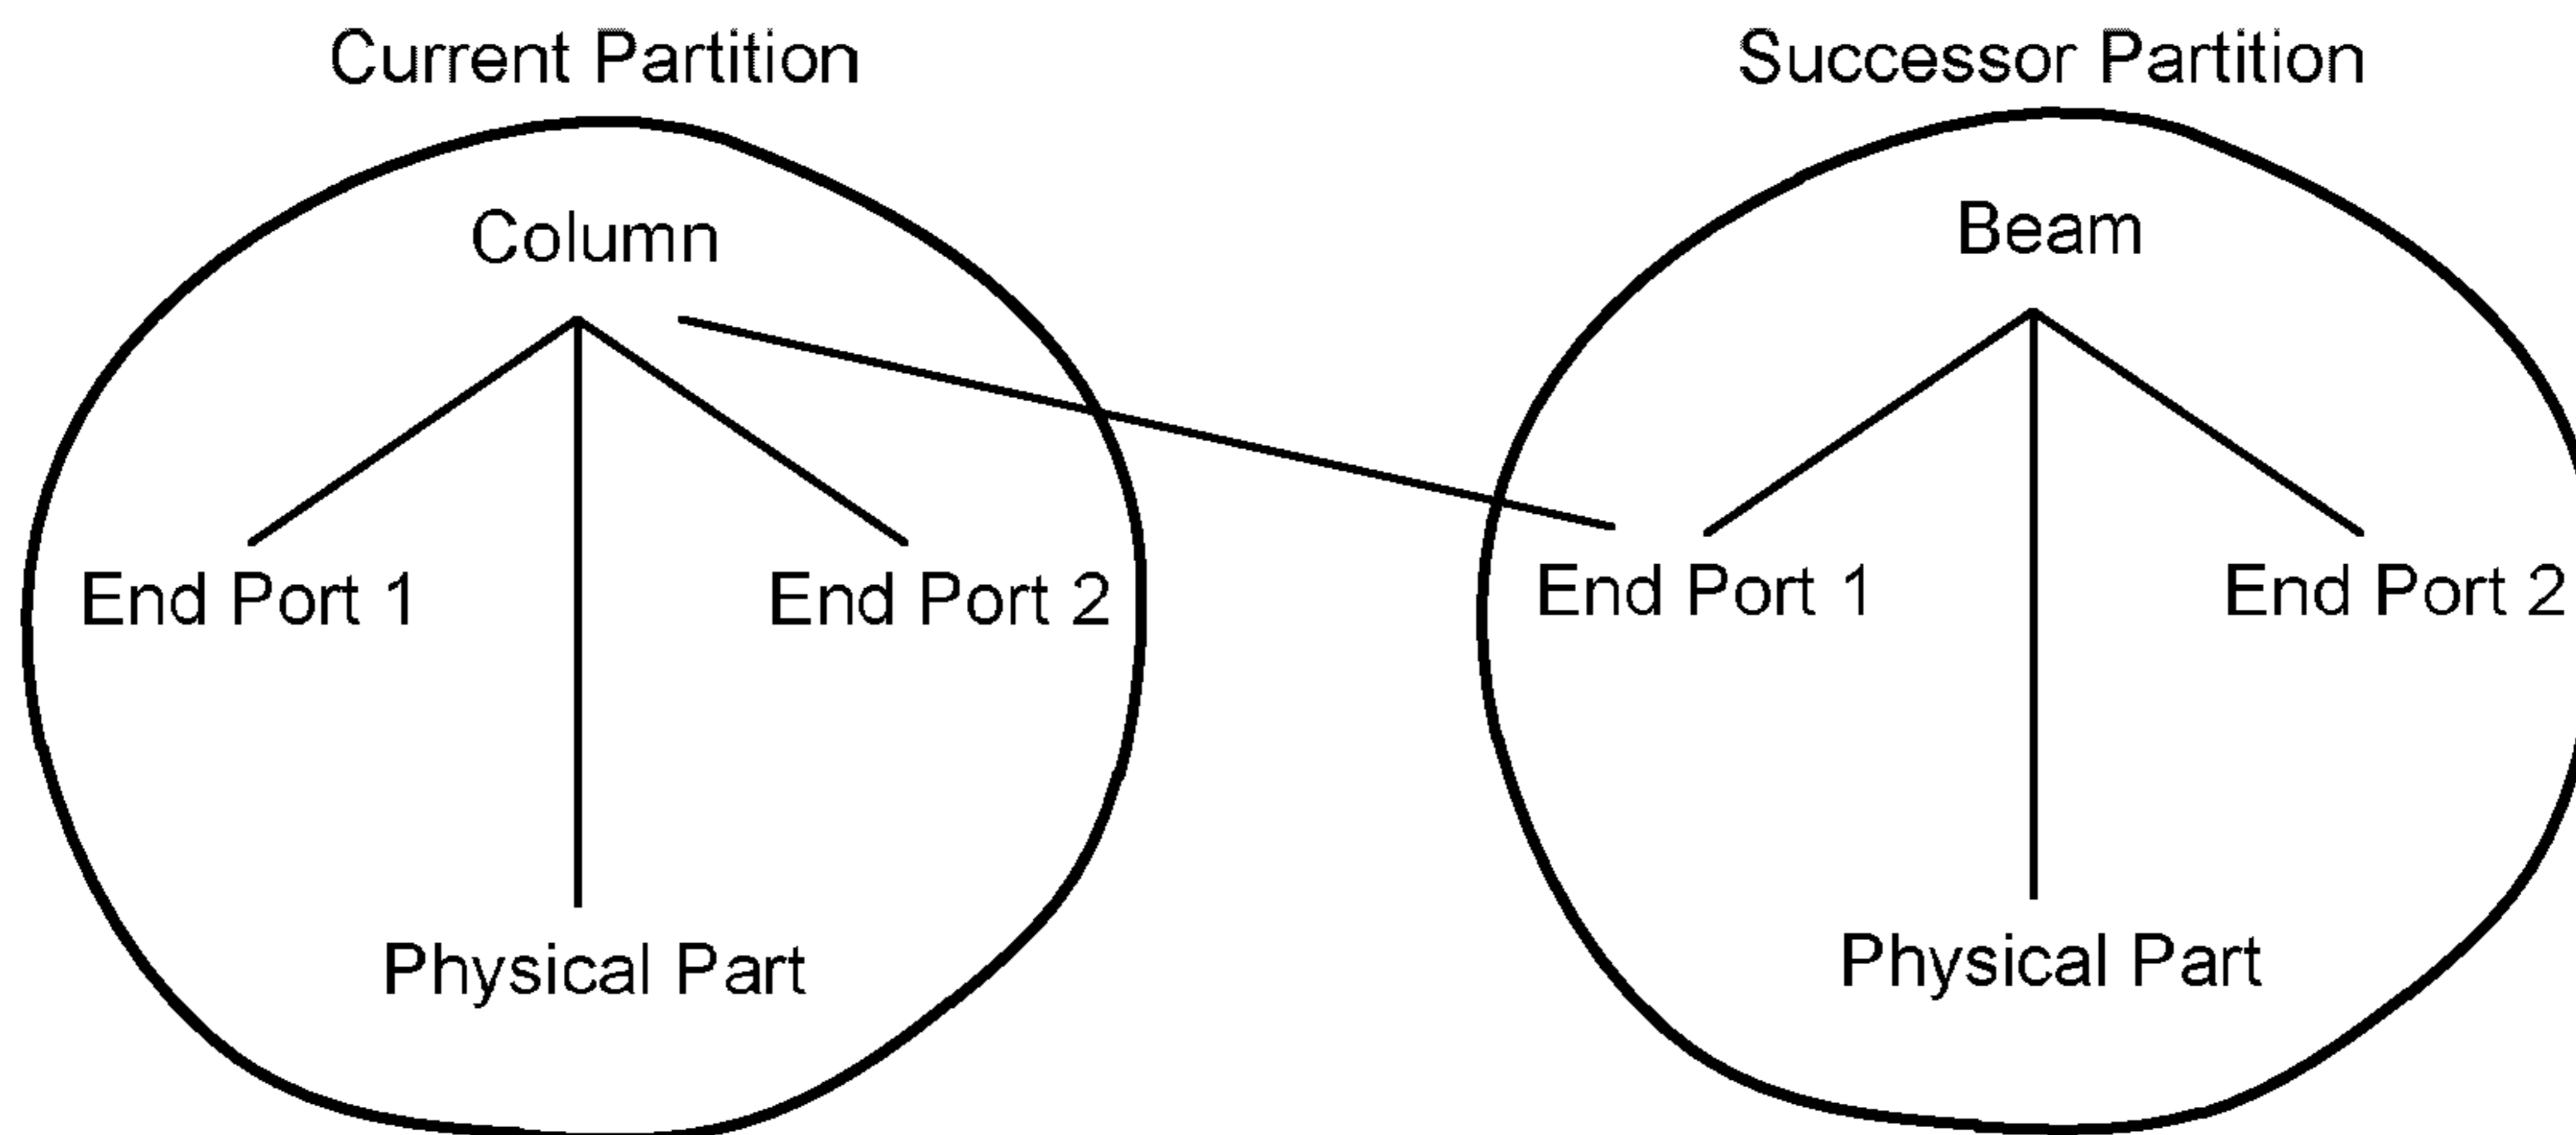 Current Partition
Successor Partition
Column
Beam
End Port 1
End Port 2
End Port 1
End Port 2
Physical Part
Physical Part